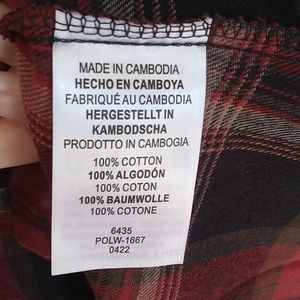 MADE IN CAMBODIA
HECHO EN CAMBOYA
FABRIQUÉ AU CAMBODIA
HERGESTELLT IN
KAMBODSCHA
PRODOTTO IN CAMBOGIA
100% COTTON
100% ALGODÓN
100% COTON
100% BAUMWOLLE
100% COTONE
6435
POLW-1667
0422